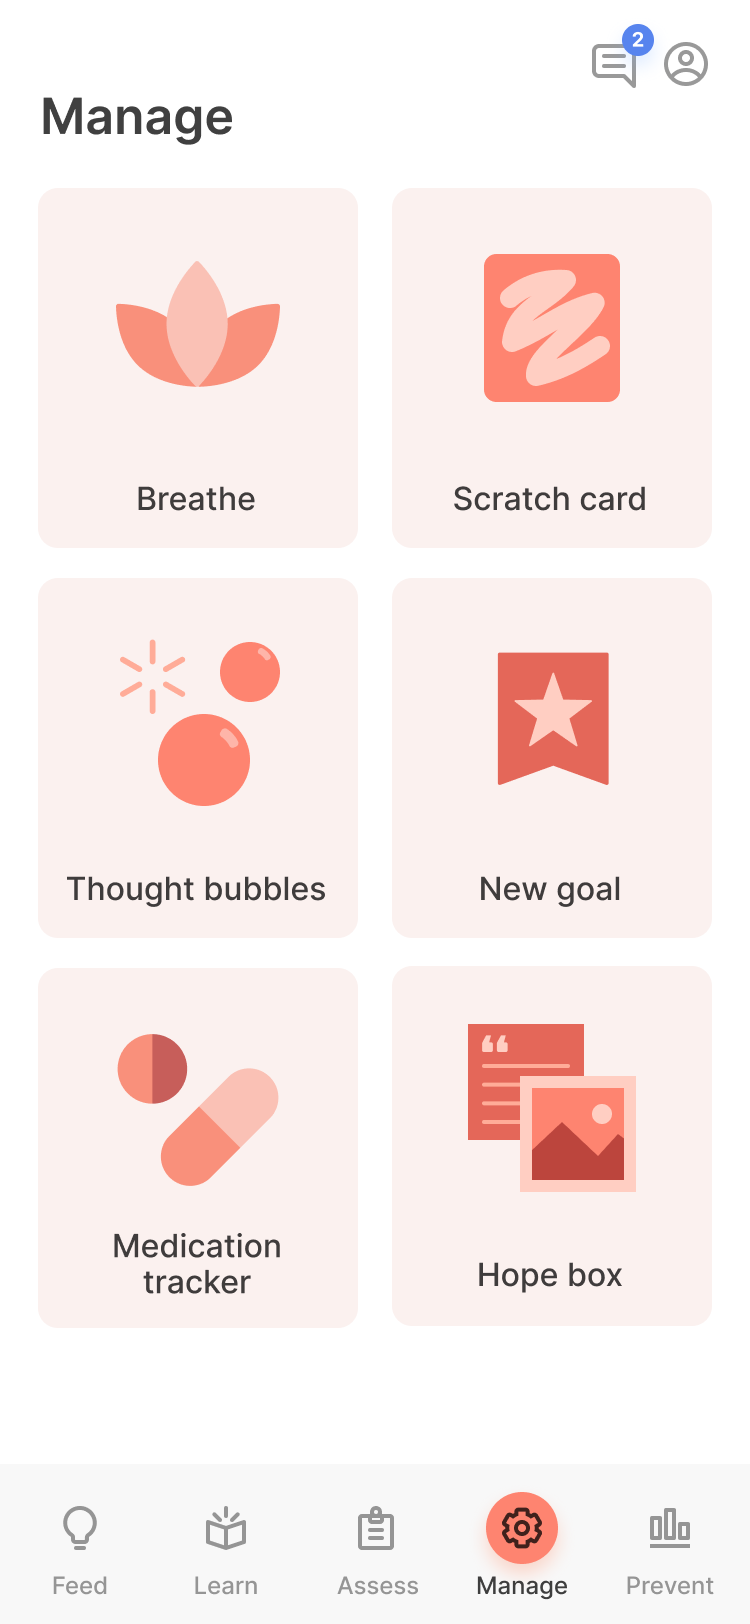 2
Manage
Breathe
Scratch card
Thought bubbles
New goal
Medication
tracker
Hope box
Feed
Learn
Assess
Manage
Prevent